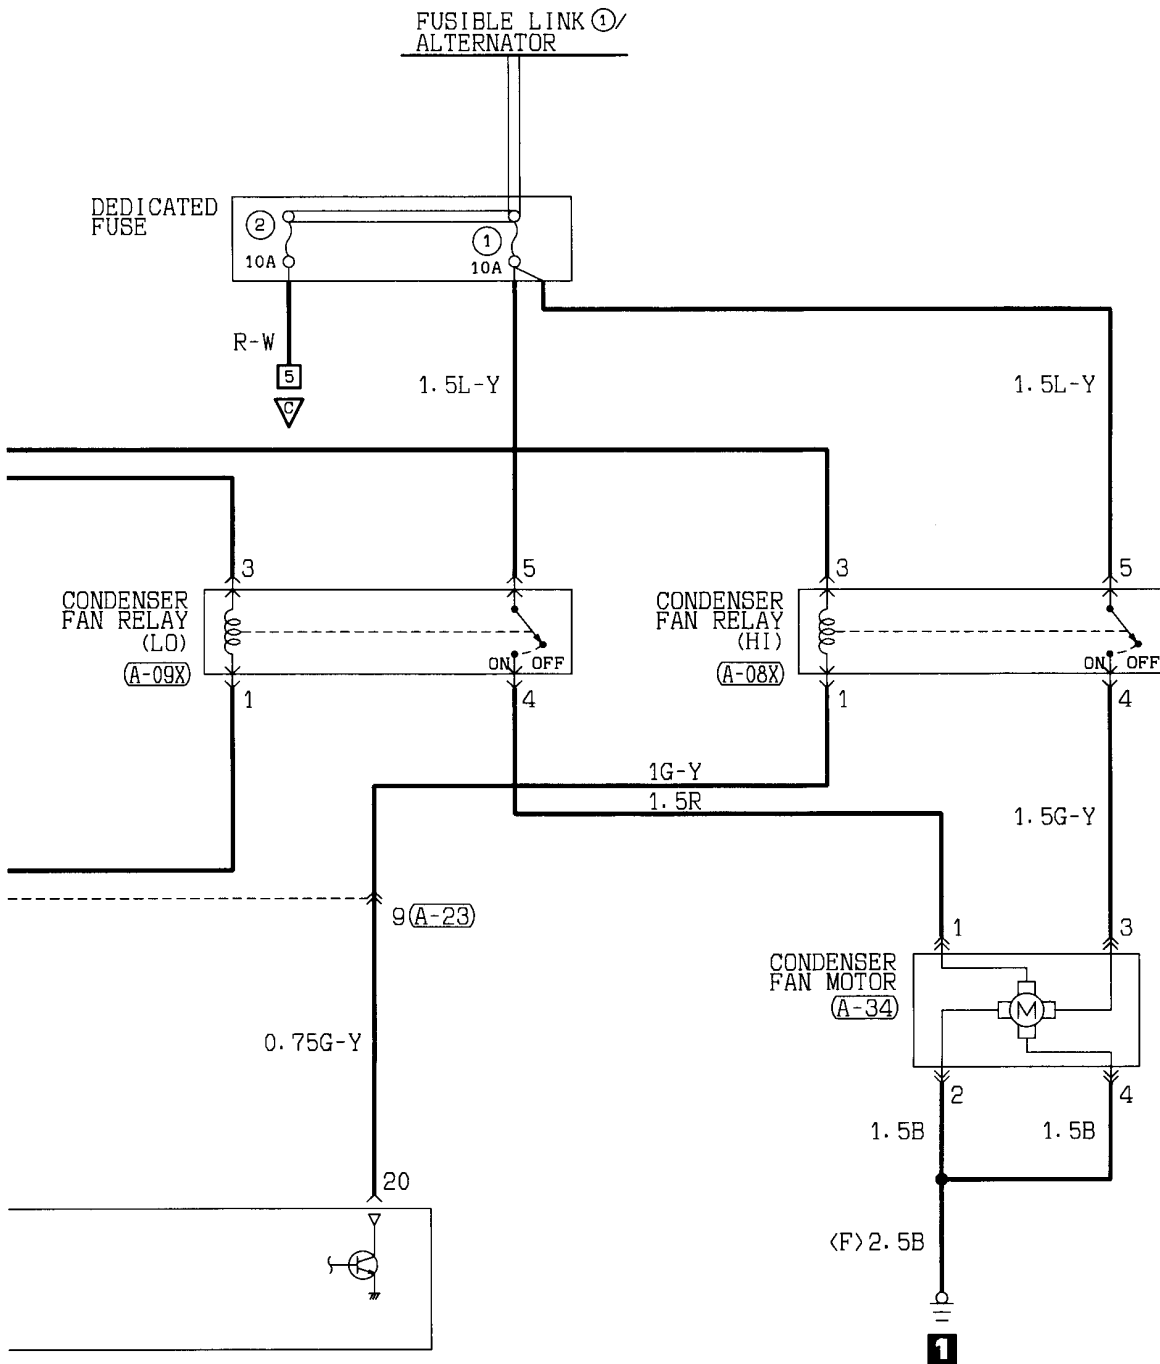 FUSIBLE LINK ①/
ALTERNATOR
DEDICATED
FUSE
②
10A
①
10A
R-W
5
C
1.5L-Y
1.5L-Y
3
5
3
5
CONDENSER
FAN RELAY
(LO)
A-09X
ON OFF
CONDENSER
FAN RELAY
(HI)
A-08X
ON OFF
1
4
1
4
1G-Y
1.5R
1.5G-Y
9 A-23
1
3
CONDENSER
FAN MOTOR
A-34
M
0.75G-Y
2
4
1.5B
1.5B
20
<F>2.5B
1